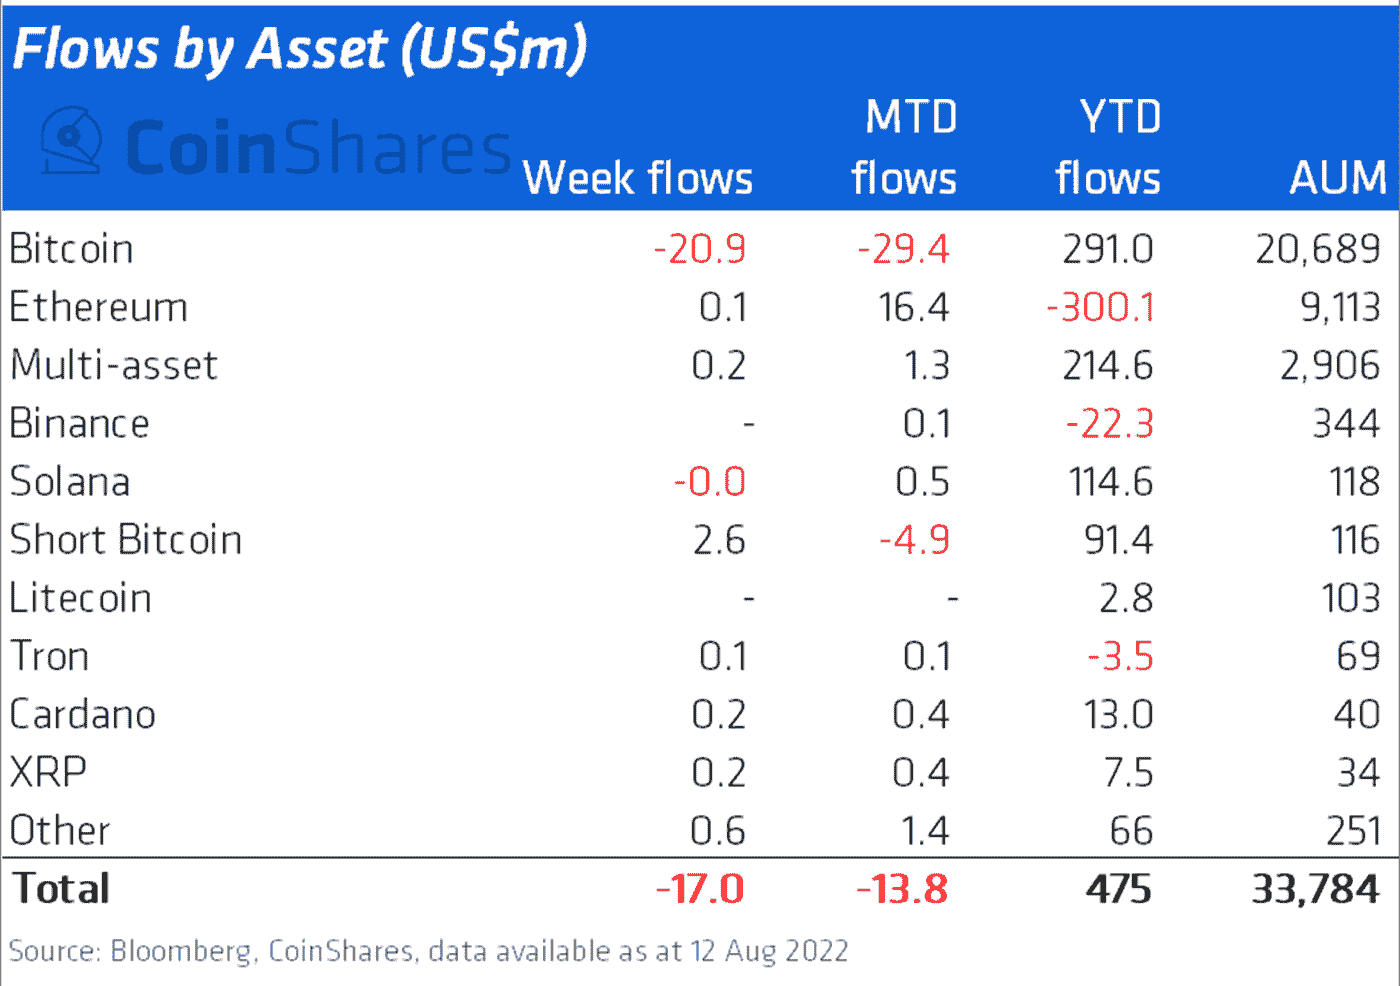 Flows by Asset (US$m)
CoinShares
Week flows MTD flows YTD flows AUM
Bitcoin -20.9 -29.4 291.0 20,689
Ethereum 0.1 16.4 -300.1 9,113
Multi-asset 0.2 1.3 214.6 2,906
Binance - 0.1 -22.3 344
Solana -0.0 0.5 114.6 118
Short Bitcoin 2.6 -4.9 91.4 116
Litecoin - - 2.8 103
Tron 0.1 0.1 -3.5 69
Cardano 0.2 0.4 13.0 40
XRP 0.2 0.4 7.5 34
Other 0.6 1.4 66 251
Total -17.0 -13.8 475 33,784
Source: Bloomberg, CoinShares, data available as at 12 Aug 2022